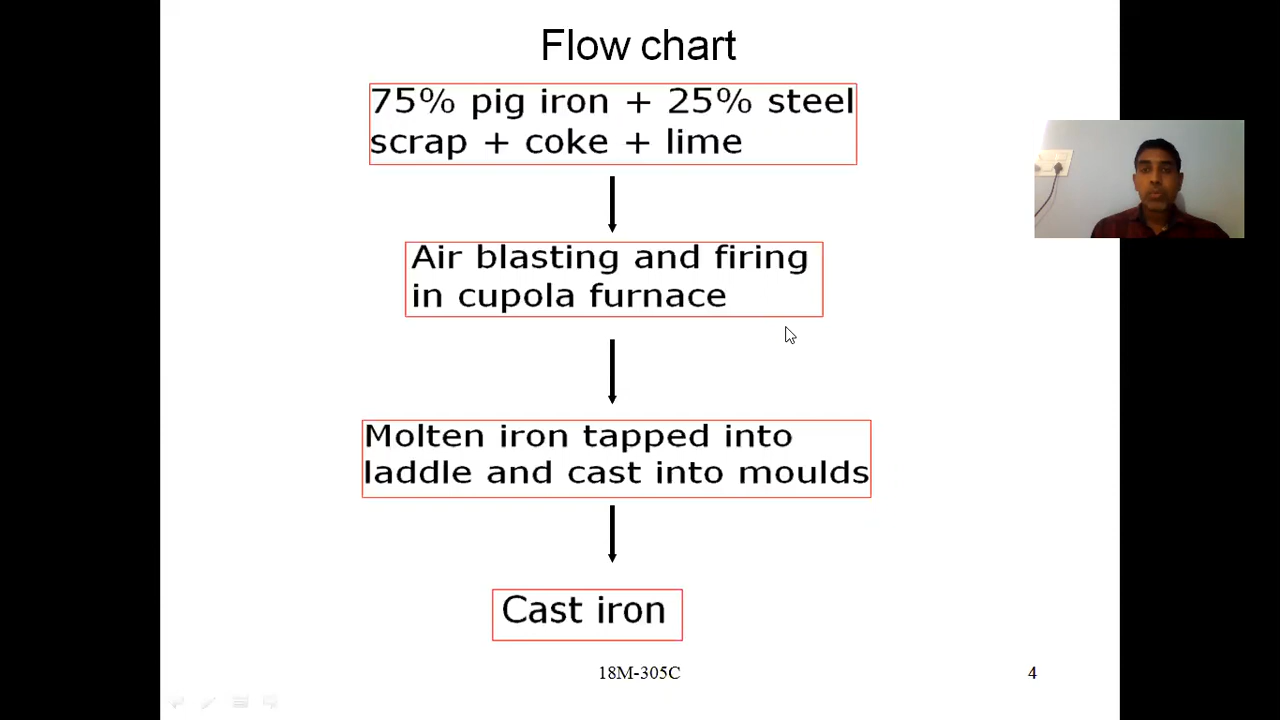 Flow chart
75% pig iron + 25% steel
scrap + coke + lime
Air blasting and firing
in cupola furnace
Molten iron tapped into
laddle and cast into moulds
Cast iron
18M-305C
4